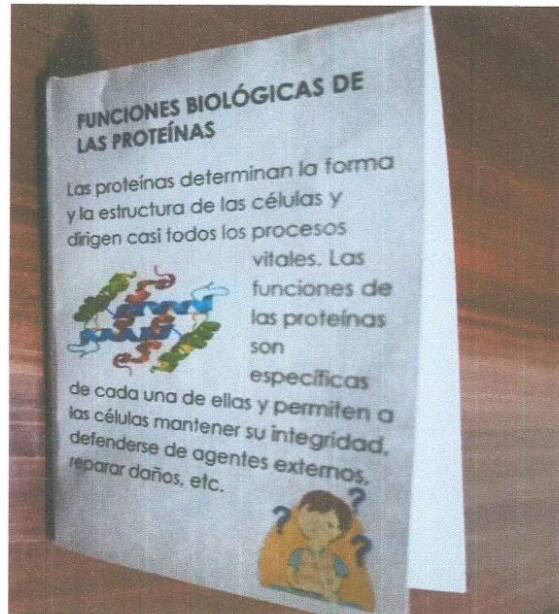 FUNCIONES BIOLÓGICAS DE
LAS PROTEÍNAS
Las proteínas determinan la forma
y la estructura de las células y
dirigen casi todos los procesos
vitales. Las
funciones de
las proteínas
son
específicas
de cada una de ellas y permiten a
las células mantener su integridad,
defenderse de agentes externos,
reparar daños, etc.
? ? ?